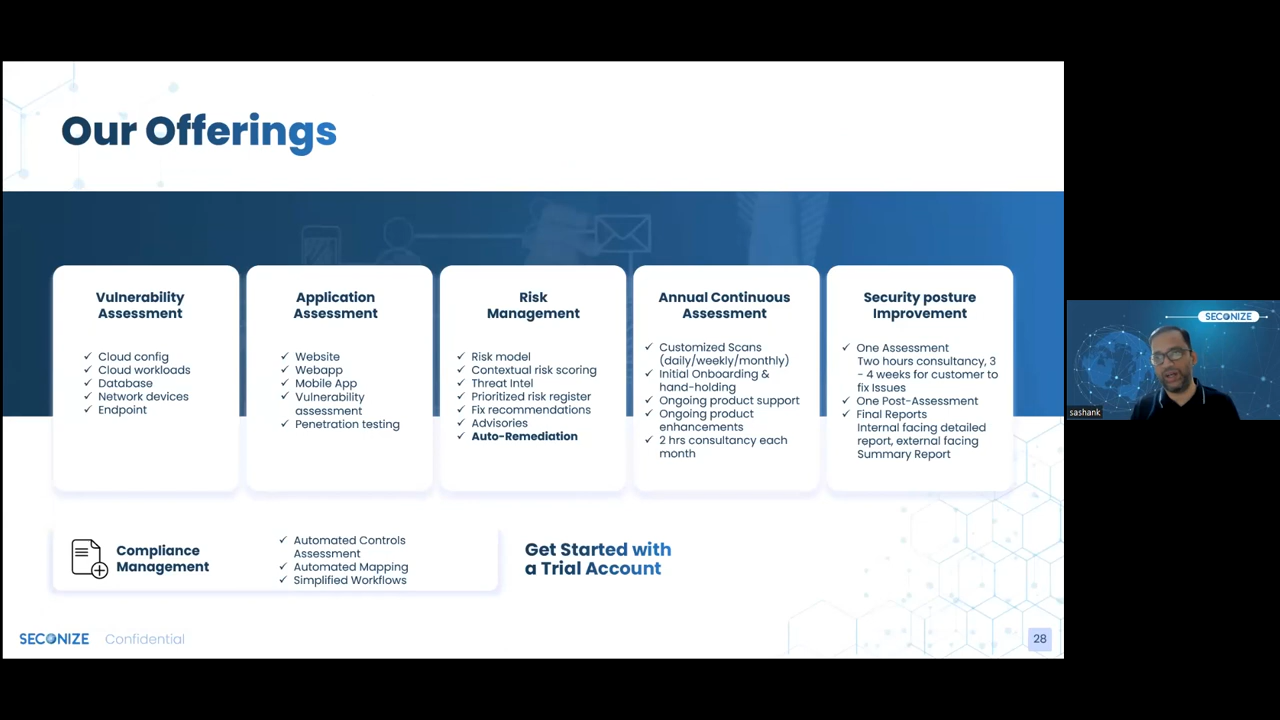 Our Offerings
Vulnerability
Assessment
✓ Cloud config
✓ Cloud workloads
✓ Database
✓ Network devices
✓ Endpoint
Application
Assessment
✓ Website
✓ Webapp
✓ Mobile App
✓ Vulnerability
assessment
✓ Penetration testing
Risk
Management
✓ Risk model
✓ Contextual risk scoring
✓ Threat Intel
✓ Prioritized risk register
✓ Fix recommendations
✓ Advisories
✓ Auto-Remediation
Annual Continuous
Assessment
✓ Customized Scans
(daily/weekly/monthly)
✓ Initial Onboarding &
hand-holding
✓ Ongoing product support
✓ Ongoing product
enhancements
✓ 2 hrs consultancy each
month
Security posture
Improvement
✓ One Assessment
Two hours consultancy, 3
- 4 weeks for customer to
fix Issues
✓ One Post-Assessment
✓ Final Reports
Internal facing detailed
report, external facing
Summary Report
Compliance
Management
✓ Automated Controls
Assessment
✓ Automated Mapping
✓ Simplified Workflows
Get Started with
a Trial Account
SECONIZE Confidential
28
SECONIZE
sashank